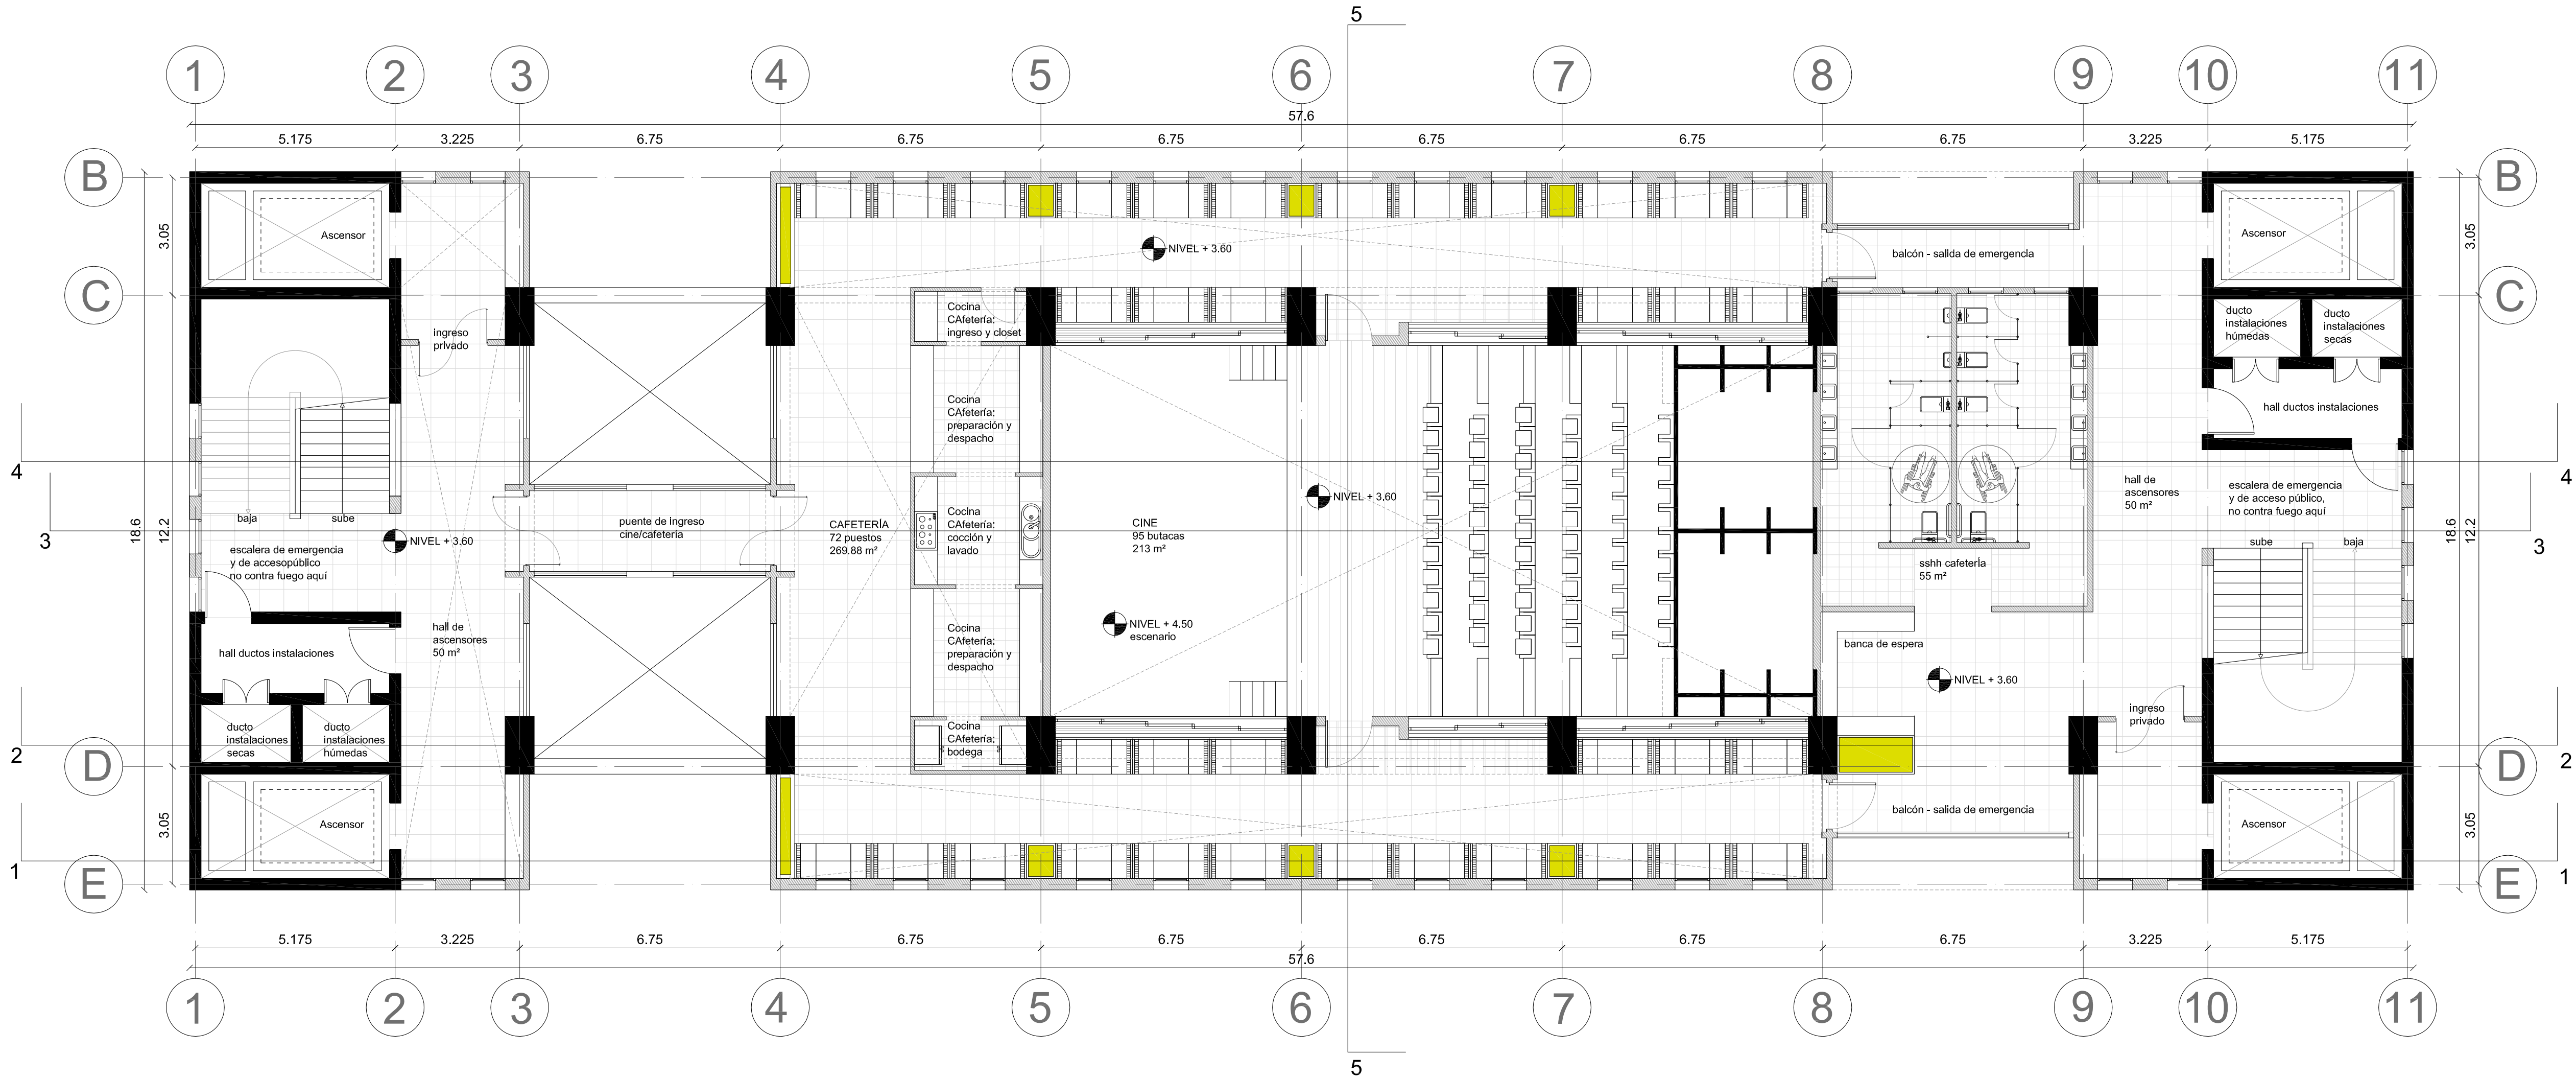 5
1 2 3 4 5 6 7 8 9 10 11
57.6
5.175 3.225 6.75 6.75 6.75 6.75 6.75 6.75 3.225 5.175
B B
3.05 3.05
Ascensor
Ascensor
NIVEL + 3.60
balcón - salida de emergencia
C C
ingreso
privado
Cocina
CAfetería:
ingreso y closet
ducto
instalaciones
húmedas
ducto
instalaciones
secas
Cocina
CAfetería:
preparación y
despacho
hall ductos instalaciones
4 4
hall de
ascensores
50 m²
escalera de emergencia
y de acceso público,
no contra fuego aquí
NIVEL + 3.60
baja sube
puente de ingreso
cine/cafetería
CAFETERÍA
72 puestos
269.88 m²
Cocina
CAfetería:
cocción y
lavado
CINE
95 butacas
213 m²
18.6 12.2
18.6 12.2
3 3
NIVEL + 3.60
sube baja
escalera de emergencia
y de accesopúblico
no contra fuego aquí
sshh cafetería
55 m²
hall de
ascensores
50 m²
NIVEL + 4.50
escenario
Cocina
CAfetería:
preparación y
despacho
banca de espera
hall ductos instalaciones
NIVEL + 3.60
ingreso
privado
ducto
instalaciones
secas
ducto
instalaciones
húmedas
Cocina
CAfetería:
bodega
2 2
D D
3.05 3.05
Ascensor
balcón - salida de emergencia
Ascensor
1 1
E E
5.175 3.225 6.75 6.75 6.75 6.75 6.75 6.75 3.225 5.175
57.6
1 2 3 4 5 6 7 8 9 10 11
5